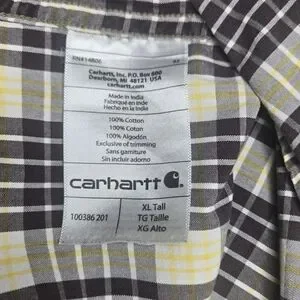 RN#14806
Carhartt, Inc. P.O. Box 600
Dearborn, MI 48121 USA
carhartt.com
Made in India
Fabriqué en Inde
Hecho en India
100% Cotton
100% Coton
100% Algodón
Exclusive of trimming
Sans garniture
Sin incluir adorno
carhartt
100386 201
XL Tall
TG Taille
XG Alto